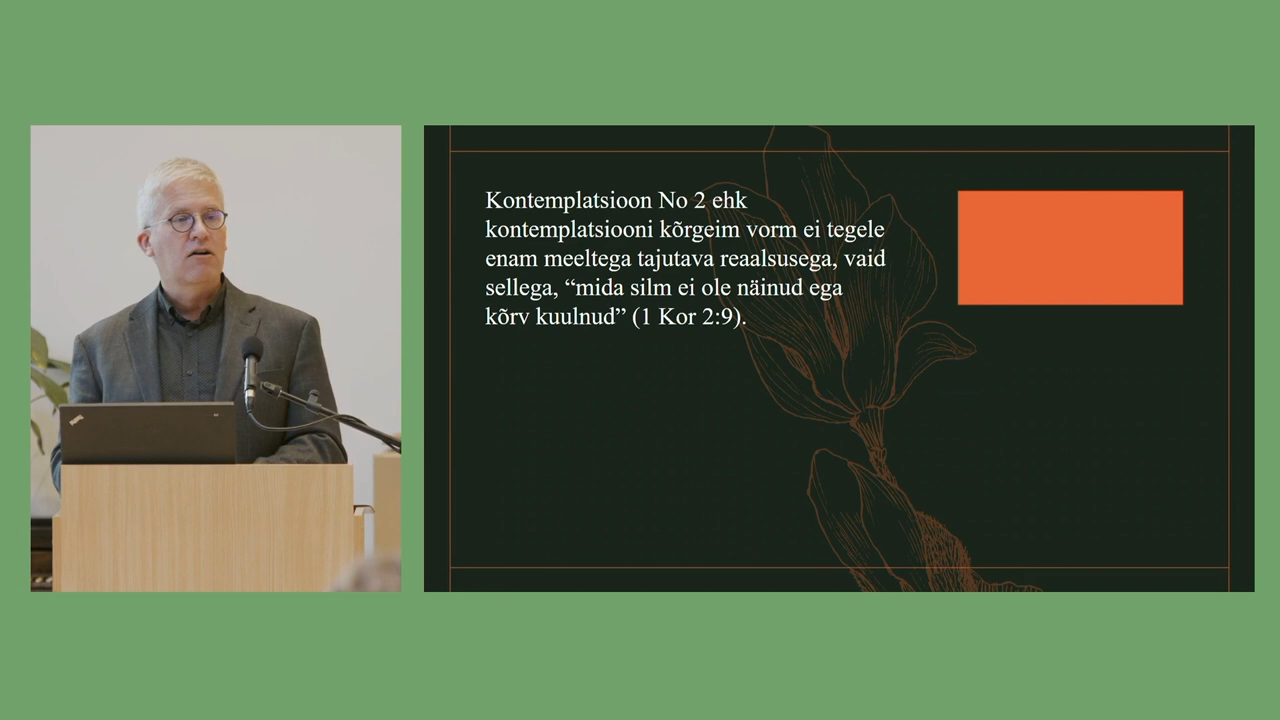 Kontemplatsioon No 2 ehk
kontemplatsiooni kõrgeim vorm ei tegele
enam meeltega tajutava reaalsusega, vaid
sellega, “mida silm ei ole näinud ega
kõrv kuulnud” (1 Kor 2:9).